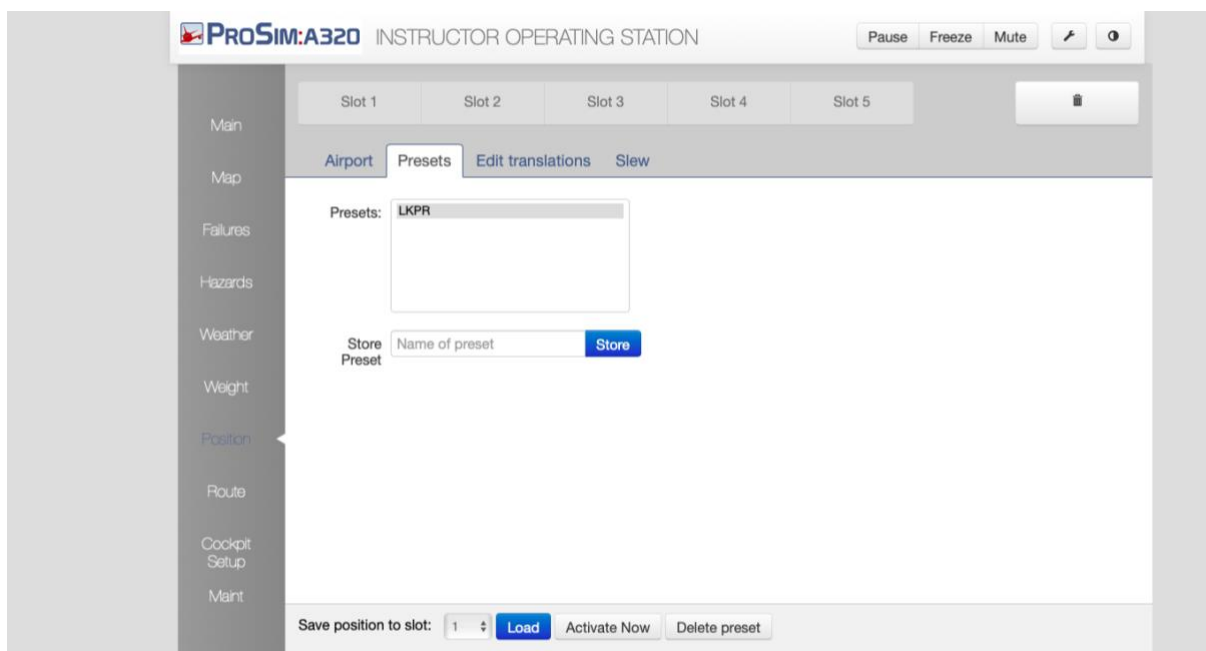 PROSIM:A320 INSTRUCTOR OPERATING STATION
Pause Freeze Mute
Slot 1 Slot 2 Slot 3 Slot 4 Slot 5
Airport Presets Edit translations Slew
Main
Map
Failures
Hazards
Weather
Weight
Position
Route
Cockpit
Setup
Maint
Presets: LKPR
Store Name of preset Store
Preset
Save position to slot: 1 Load Activate Now Delete preset